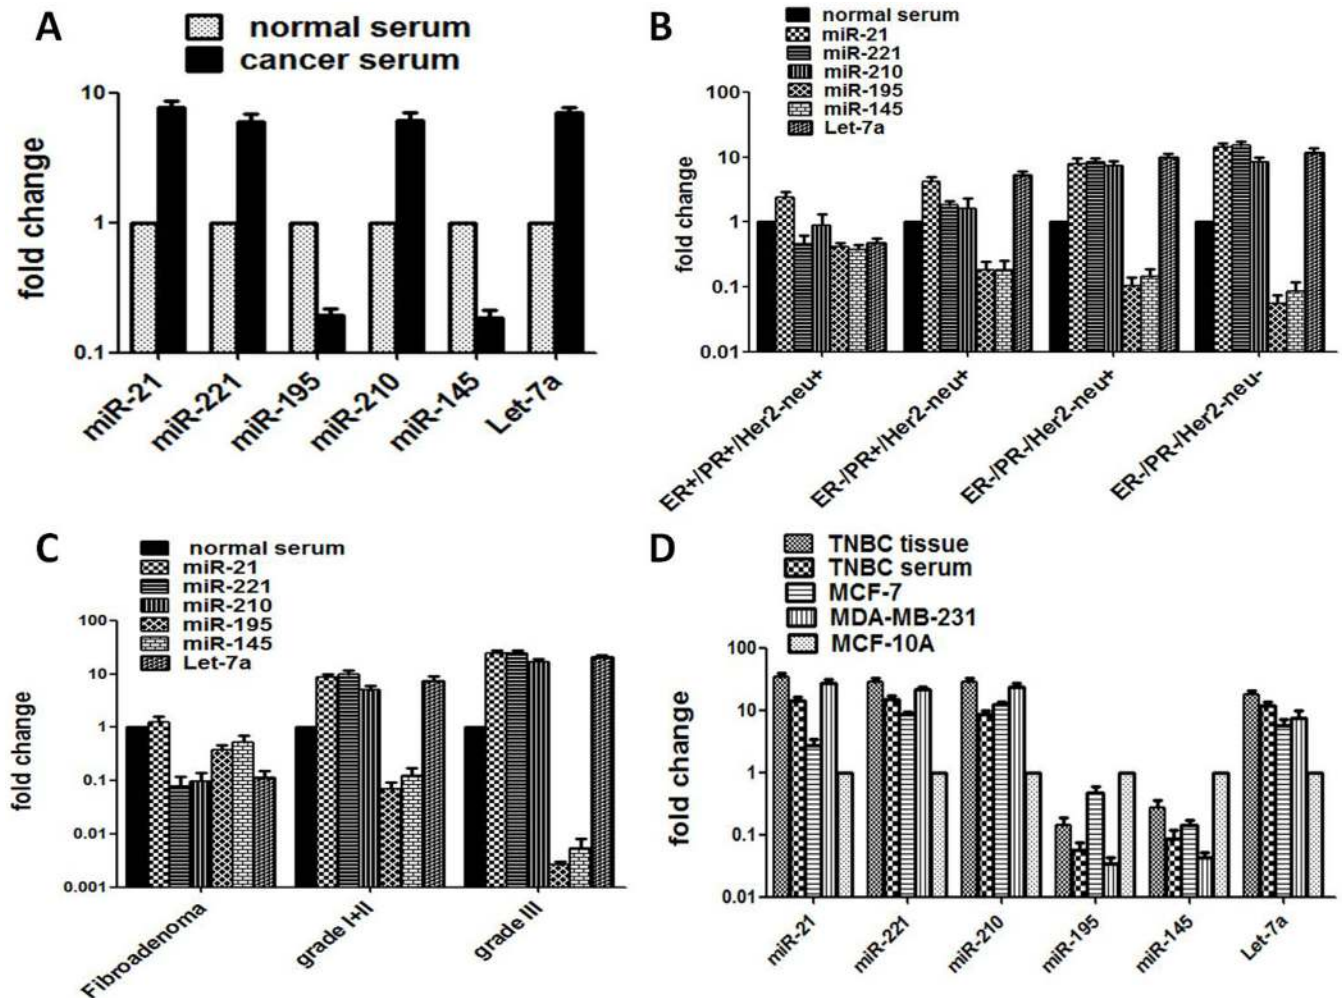 A
normal serum
cancer serum
10
1
0.1
fold change
miR-21
miR-221
miR-195
miR-210
miR-145
Let-7a
B
normal serum
miR-21
miR-221
miR-210
miR-195
miR-145
Let-7a
100
10
1
0.1
0.01
fold change
ER+/PR+/Her2-neu+
ER-/PR+/Her2-neu+
ER-/PR-/Her2-neu+
ER-/PR-/Her2-neu-
C
normal serum
miR-21
miR-221
miR-210
miR-195
miR-145
Let-7a
100
10
1
0.1
0.01
0.001
fold change
Fibroadenoma
grade I+II
grade III
D
TNBC tissue
TNBC serum
MCF-7
MDA-MB-231
MCF-10A
100
10
1
0.1
0.01
fold change
miR-21
miR-221
miR-210
miR-195
miR-145
Let-7a